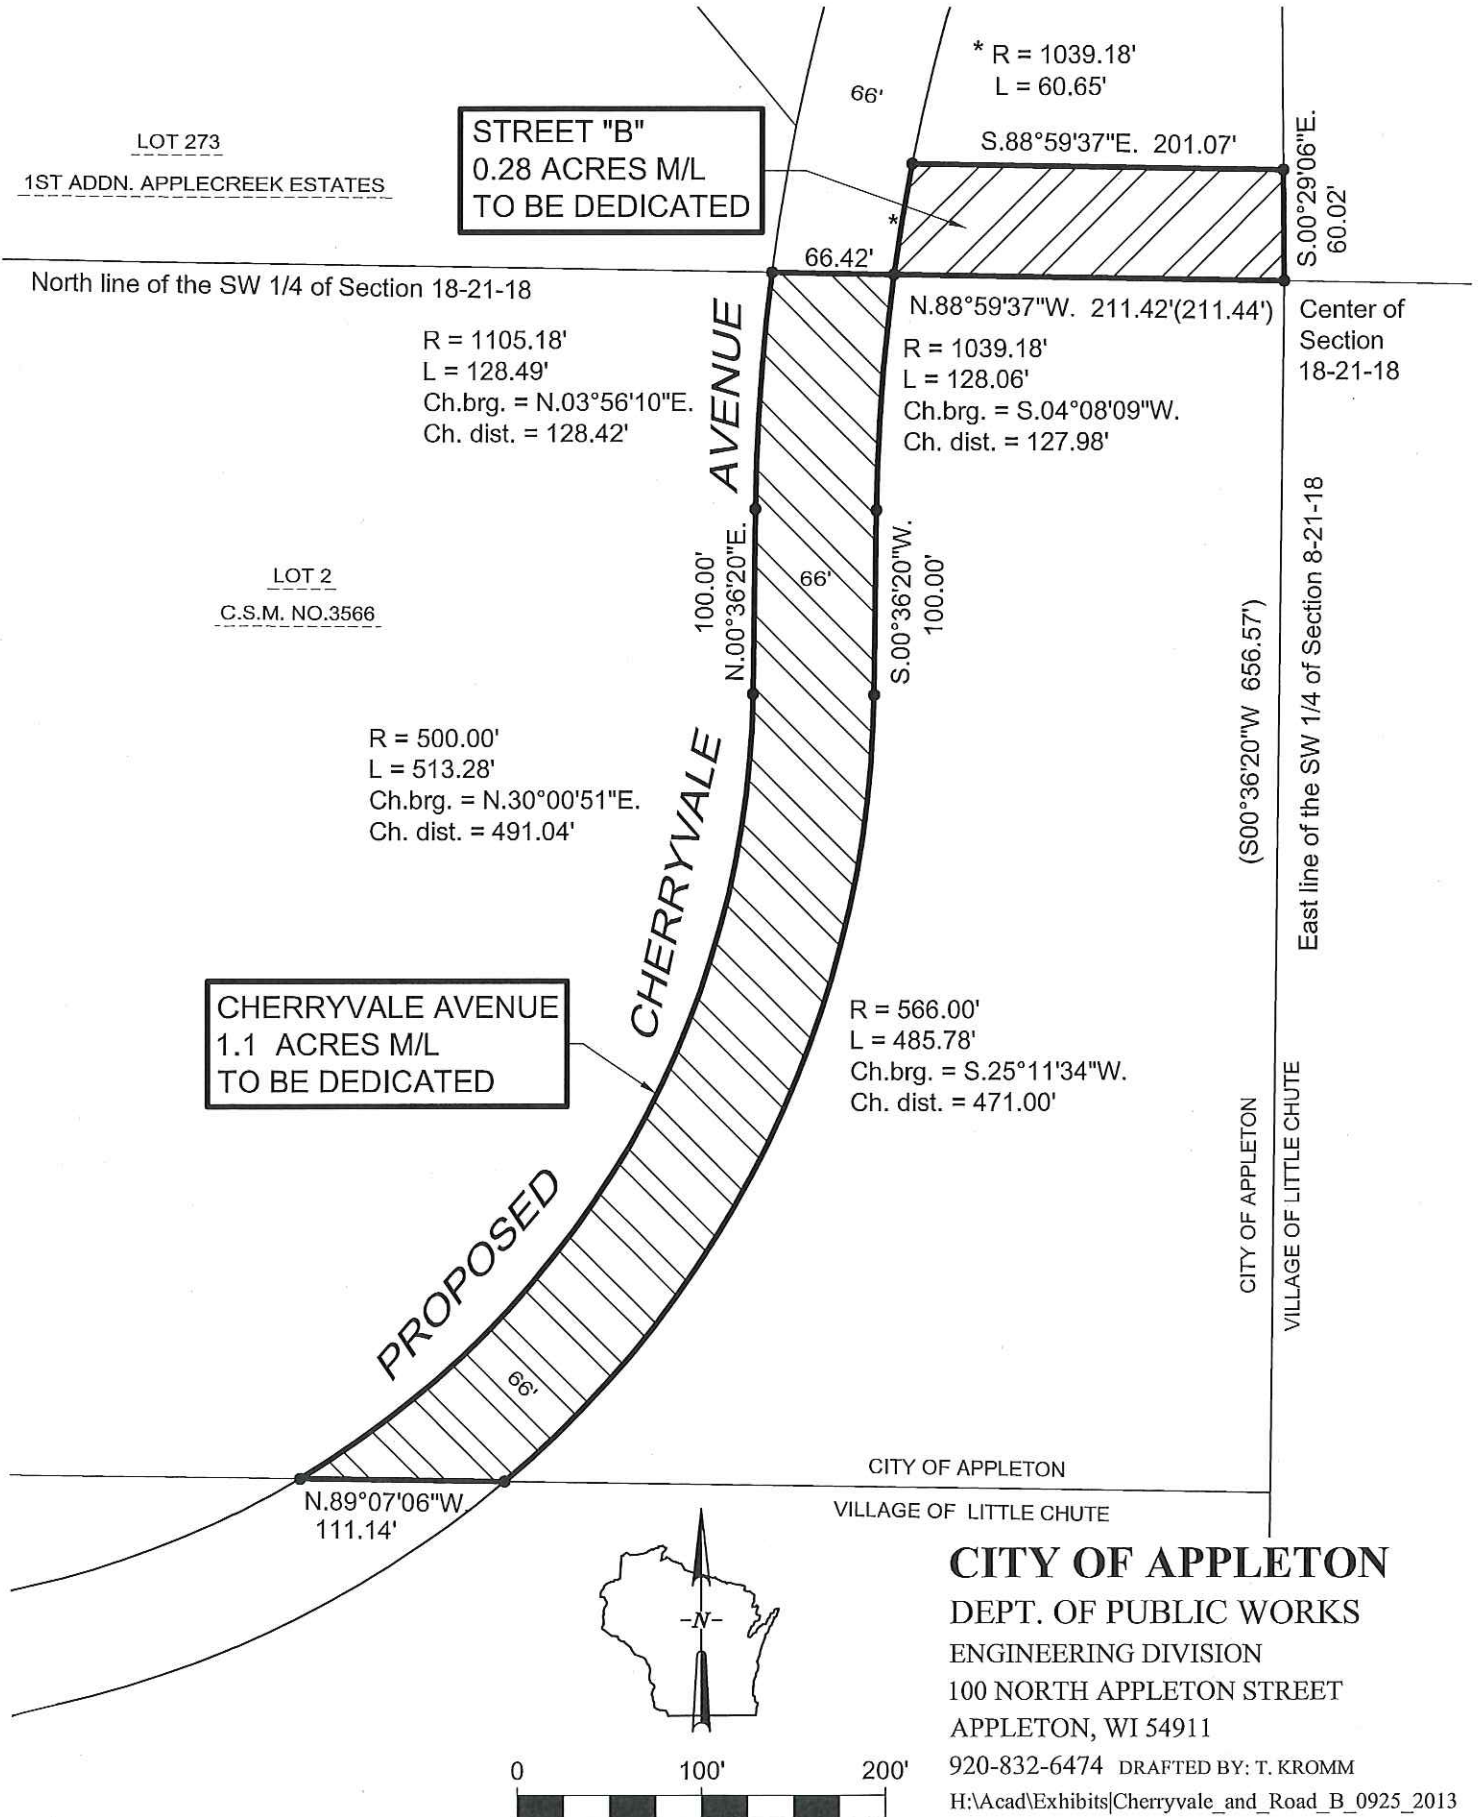 * R = 1039.18'
L = 60.65'
66'
STREET "B"
0.28 ACRES M/L
TO BE DEDICATED
LOT 273
1ST ADDN. APPLECREEK ESTATES
S.88°59'37"E. 201.07'
S.00°29'06"E.
60.02'
*
66.42'
North line of the SW 1/4 of Section 18-21-18
N.88°59'37"W. 211.42'(211.44')
Center of
Section
18-21-18
R = 1105.18'
L = 128.49'
Ch.brg. = N.03°56'10"E.
Ch. dist. = 128.42'
AVENUE
R = 1039.18'
L = 128.06'
Ch.brg. = S.04°08'09"W.
Ch. dist. = 127.98'
100.00'
N.00°36'20"E.
66'
S.00°36'20"W.
100.00'
LOT 2
C.S.M. NO.3566
(S00°36'20"W 656.57')
East line of the SW 1/4 of Section 8-21-18
R = 500.00'
L = 513.28'
Ch.brg. = N.30°00'51"E.
Ch. dist. = 491.04'
CHERRYVALE
CHERRYVALE AVENUE
1.1 ACRES M/L
TO BE DEDICATED
R = 566.00'
L = 485.78'
Ch.brg. = S.25°11'34"W.
Ch. dist. = 471.00'
CITY OF APPLETON
VILLAGE OF LITTLE CHUTE
PROPOSED
66'
N.89°07'06"W.
111.14'
CITY OF APPLETON
VILLAGE OF LITTLE CHUTE
-N-
CITY OF APPLETON
DEPT. OF PUBLIC WORKS
ENGINEERING DIVISION
100 NORTH APPLETON STREET
APPLETON, WI 54911
920-832-6474 DRAFTED BY: T. KROMM
H:\Acad\Exhibits|Cherryvale_and_Road_B_0925_2013
0 100' 200'